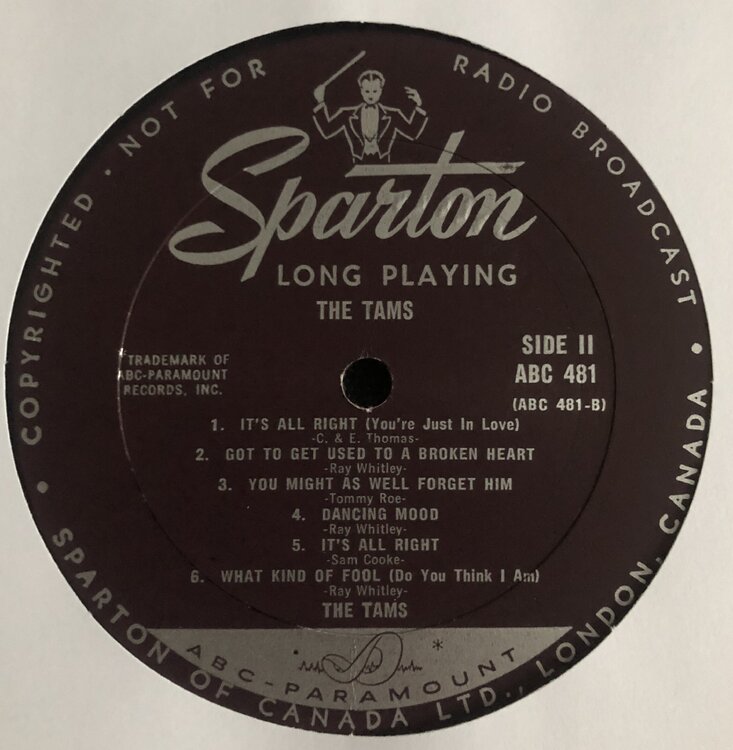 COPYRIGHTED • NOT FOR RADIO BROADCAST •
Sparton
LONG PLAYING
THE TAMS
TRADEMARK OF
ABC-PARAMOUNT
RECORDS, INC.
SIDE II
ABC 481
(ABC 481-B)
1. IT'S ALL RIGHT (You're Just In Love)
-C. & E. Thomas-
2. GOT TO GET USED TO A BROKEN HEART
-Ray Whitley-
3. YOU MIGHT AS WELL FORGET HIM
-Tommy Roe-
4. DANCING MOOD
-Ray Whitley-
5. IT'S ALL RIGHT
-Sam Cooke-
6. WHAT KIND OF FOOL (Do You Think I Am)
-Ray Whitley-
THE TAMS
*
ABC-PARAMOUNT
• SPARTON OF CANADA LTD., LONDON, CANADA